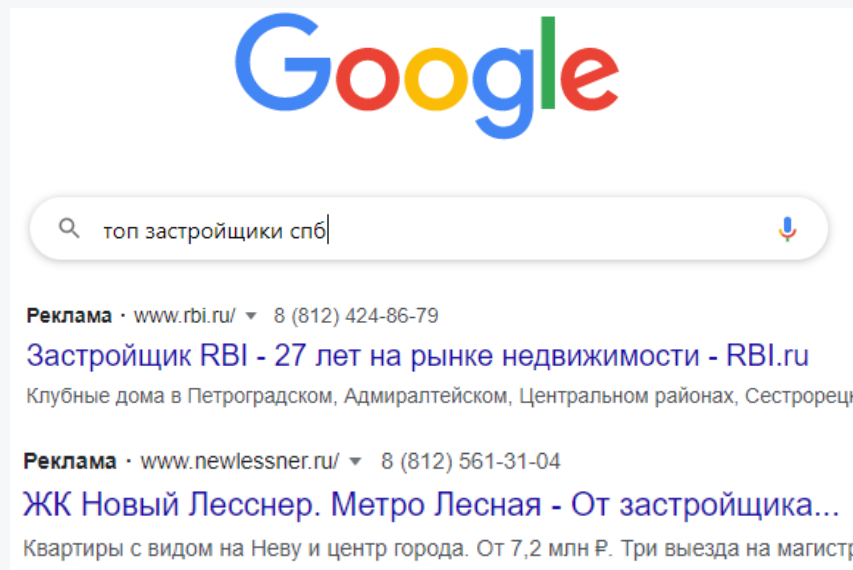 Google
топ застройщики спб
Реклама · www.rbi.ru/ 8 (812) 424-86-79
Застройщик RBI - 27 лет на рынке недвижимости - RBI.ru
Клубные дома в Петроградском, Адмиралтейском, Центральном районах,
Реклама · www.newlessner.ru/ 8 (812) 561-31-04
ЖК Новый Лесснер. Метро Лесная - От застройщика...
Квартиры с видом на Неву и центр города. От 7,2 млн ₽. Три выезда на